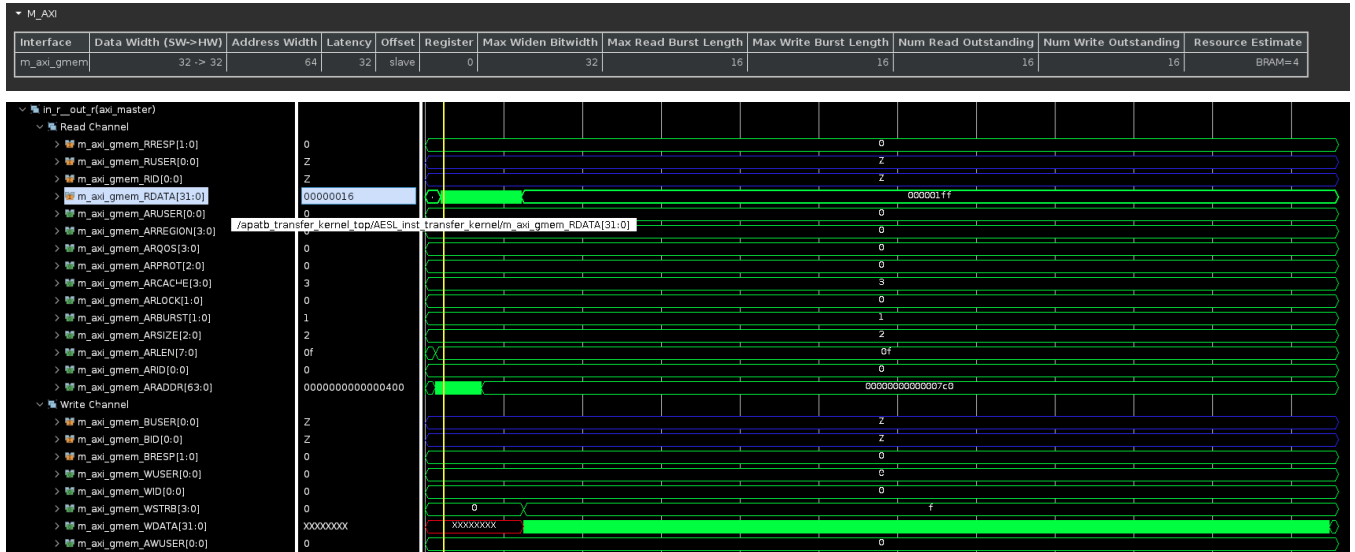 M_AXI
Interface Data Width (SW->HW) Address Width Latency Offset Register Max Widen Bitwidth Max Read Burst Length Max Write Burst Length Num Read Outstanding Num Write Outstanding Resource Estimate
m_axi_gmem 32 -> 32 64 32 slave 0 32 16 16 16 16 BRAM=4
in_r__out_r(axi_master)
Read Channel
m_axi_gmem_RRESP[1:0] 0 0
m_axi_gmem_RUSER[0:0] Z Z
m_axi_gmem_RID[0:0] Z Z
m_axi_gmem_RDATA[31:0] 00000016 000001ff
m_axi_gmem_ARUSER[0:0] 0 0
/apatb_transfer_kernel_top/AESL_inst_transfer_kernel/m_axi_gmem_RDATA[31:0]
m_axi_gmem_ARREGION[3:0] 0 0
m_axi_gmem_ARQOS[3:0] 0 0
m_axi_gmem_ARPROT[2:0] 0 0
m_axi_gmem_ARCACHE[3:0] 3 3
m_axi_gmem_ARLOCK[1:0] 0 0
m_axi_gmem_ARBURST[1:0] 1 1
m_axi_gmem_ARSIZE[2:0] 2 2
m_axi_gmem_ARLEN[7:0] 0f 0f
m_axi_gmem_ARID[0:0] 0 0
m_axi_gmem_ARADDR[63:0] 0000000000000400 00000000000007c0
Write Channel
m_axi_gmem_BUSER[0:0] Z Z
m_axi_gmem_BID[0:0] Z Z
m_axi_gmem_BRESP[1:0] 0 0
m_axi_gmem_WUSER[0:0] 0 0
m_axi_gmem_WID[0:0] 0 0
m_axi_gmem_WSTRB[3:0] 0 0 f
m_axi_gmem_WDATA[31:0] XXXXXXXX XXXXXXXX
m_axi_gmem_AWUSER[0:0] 0 0